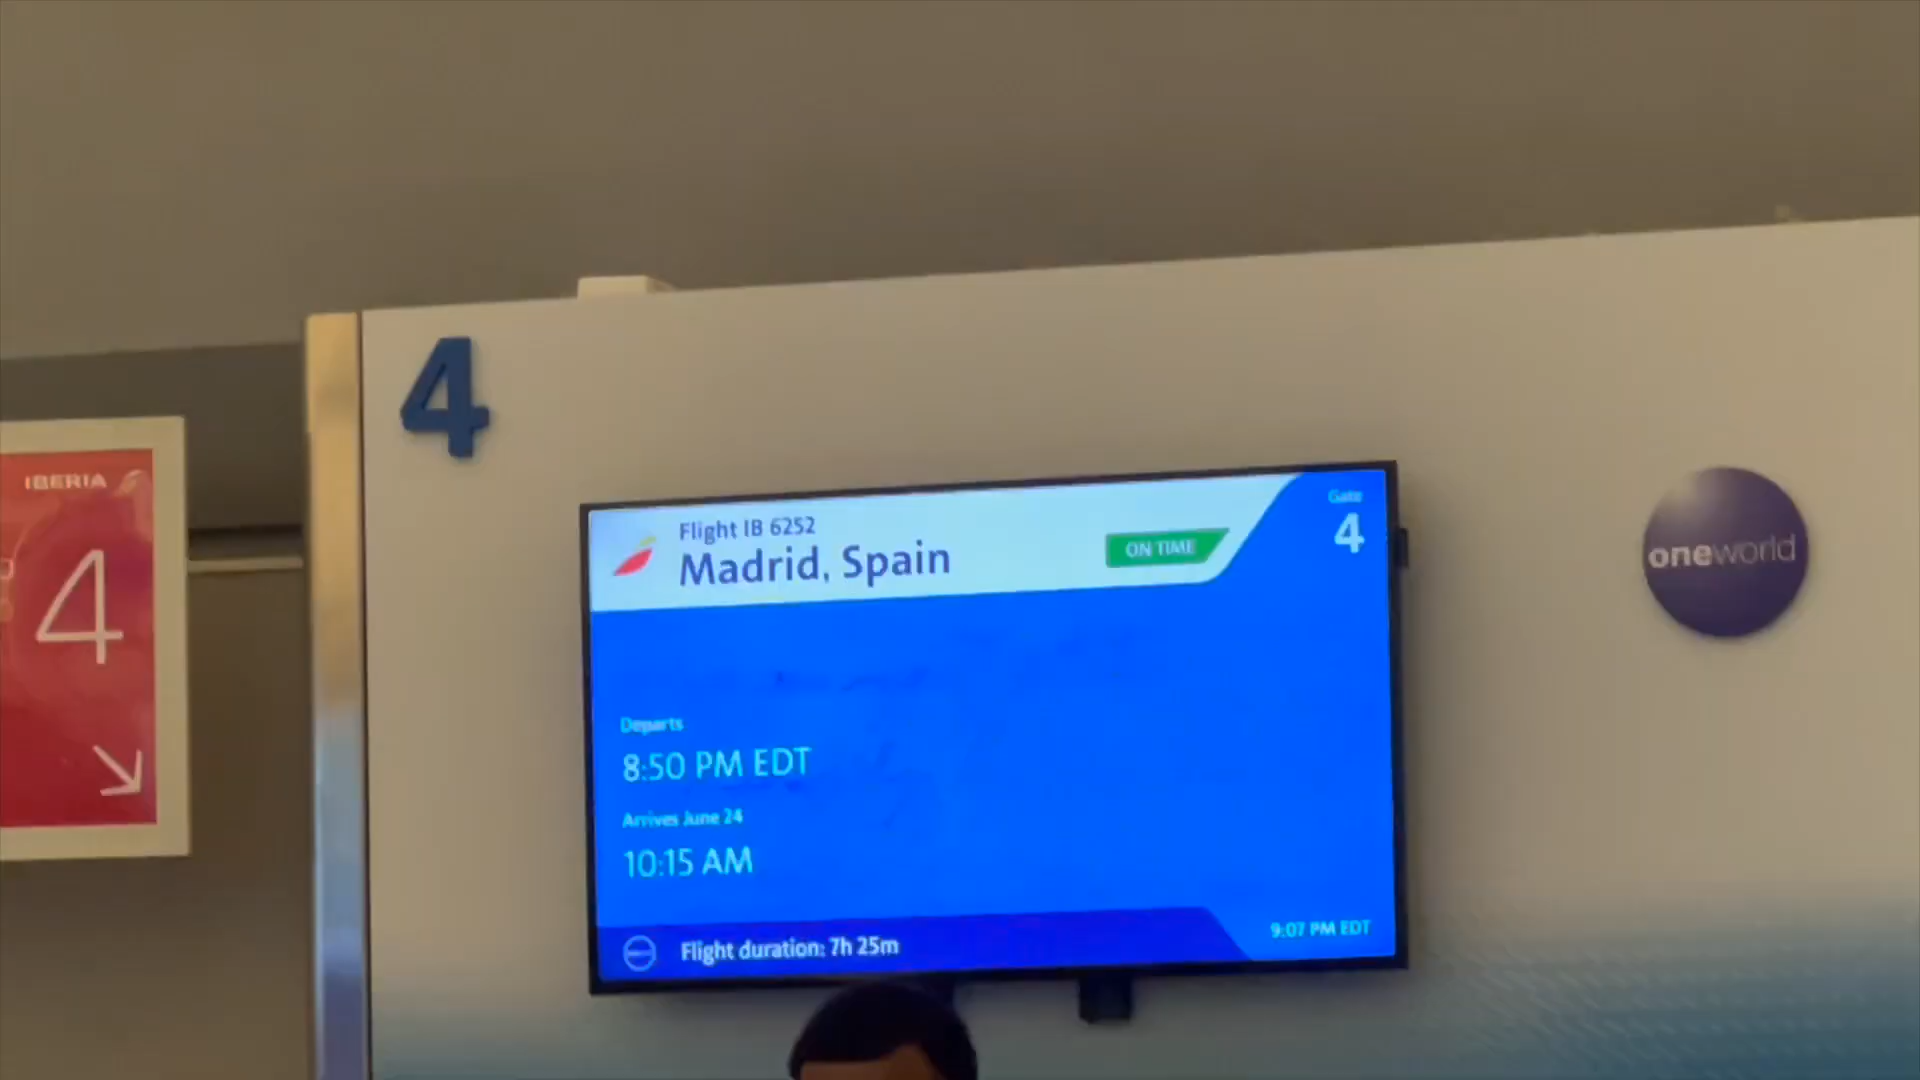 4
IBERIA
4
Flight IB 6252
Madrid, Spain
ON TIME
Gate
4
oneworld
Departs
8:50 PM EDT
Arrives June 24
10:15 AM
Flight duration: 7h 25m
9:07 PM EDT